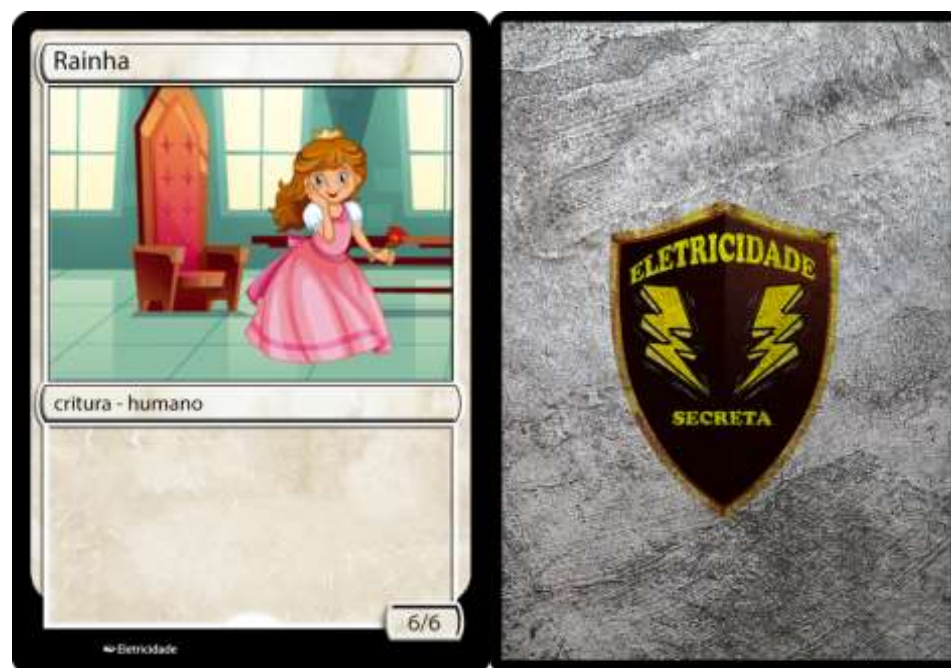 Rainha
critura - humano
6/6
Eletricidade
ELETRICIDADE
SECRETA